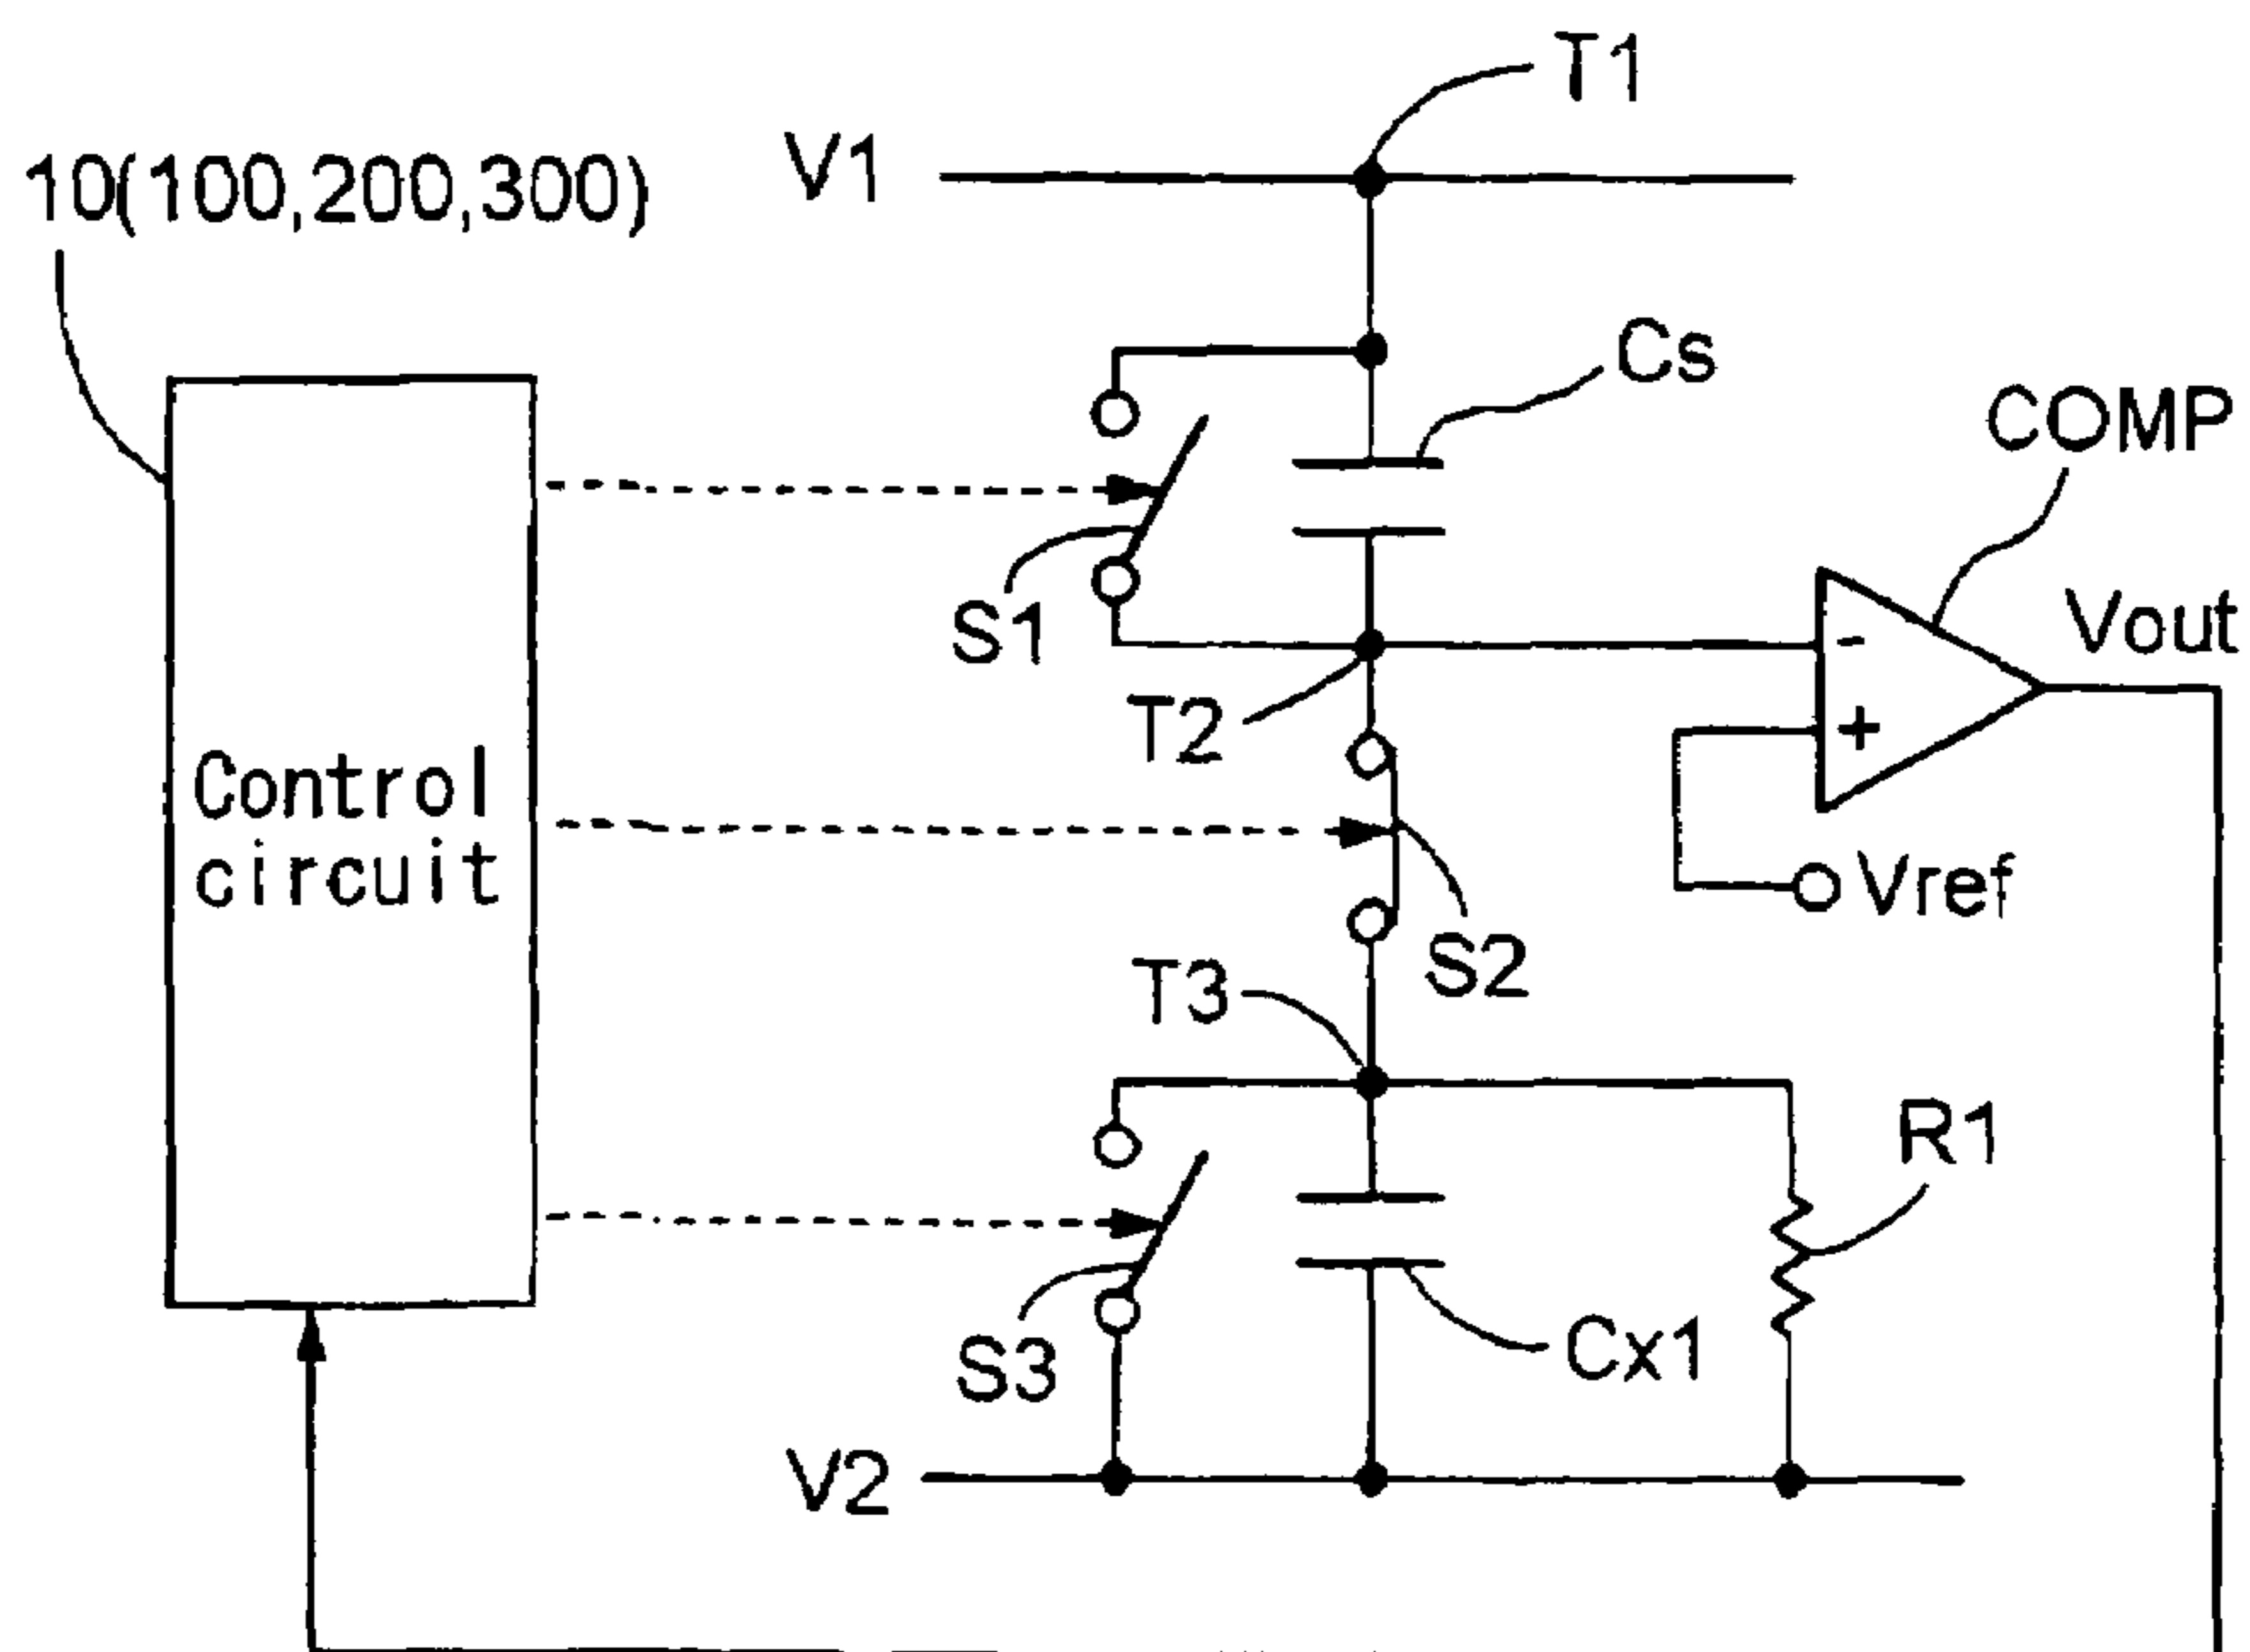 T1
V1
10(100,200,300)
Cs
COMP
S1
Vout
-
T2
+
Control
circuit
Vref
S2
T3
R1
S3
Cx1
V2